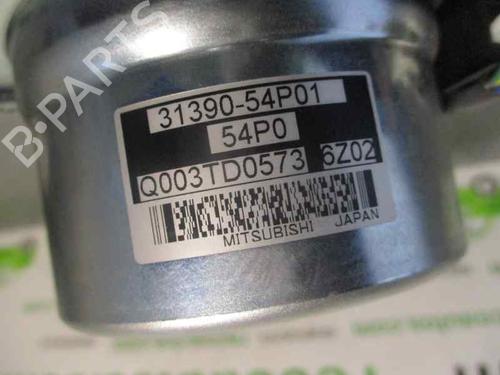 B-PARTS
31390-54P01
54P0
Q003TD0573 6Z02
MITSUBISHI JAPAN